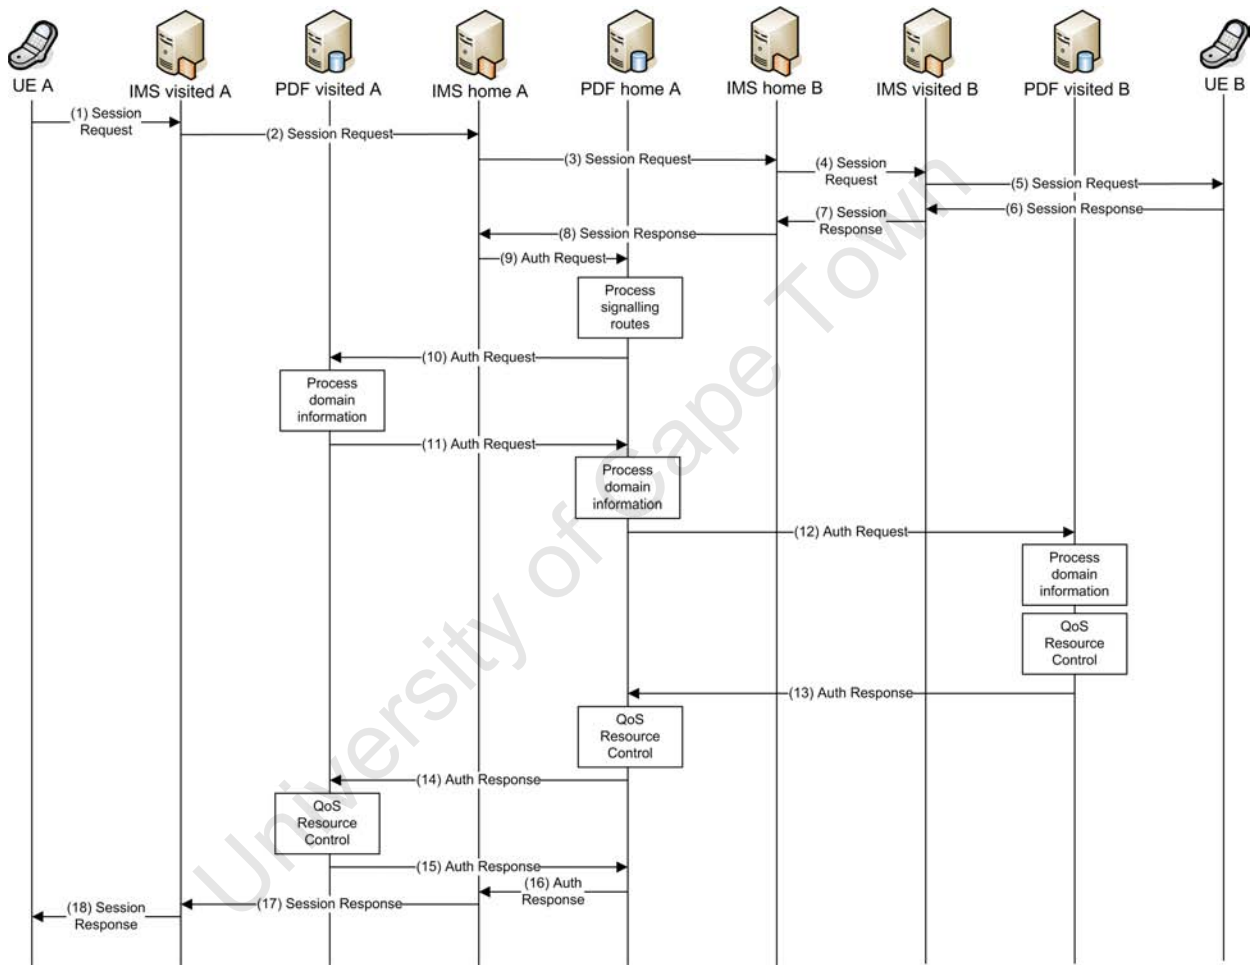 UE A
IMS visited A
PDF visited A
IMS home A
PDF home A
IMS home B
IMS visited B
PDF visited B
UE B
(1) Session
Request
(2) Session Request
(3) Session Request
(4) Session
Request
(5) Session Request
(6) Session Response
(7) Session
Response
(8) Session Response
(9) Auth Request
Process
signalling
routes
(10) Auth Request
Process
domain
information
(11) Auth Request
Process
domain
information
(12) Auth Request
Process
domain
information
QoS
Resource
Control
(13) Auth Response
QoS
Resource
Control
(14) Auth Response
QoS
Resource
Control
(15) Auth Response
(16) Auth
Response
(17) Session Response
(18) Session
Response
University of Cape Town